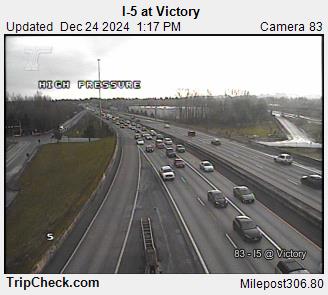 I-5 at Victory
Updated Dec 24 2024 1:17 PM Camera 83
HIGH PRESSURE
S
83 - I5 @ Victory
TripCheck.com Milepost306.80